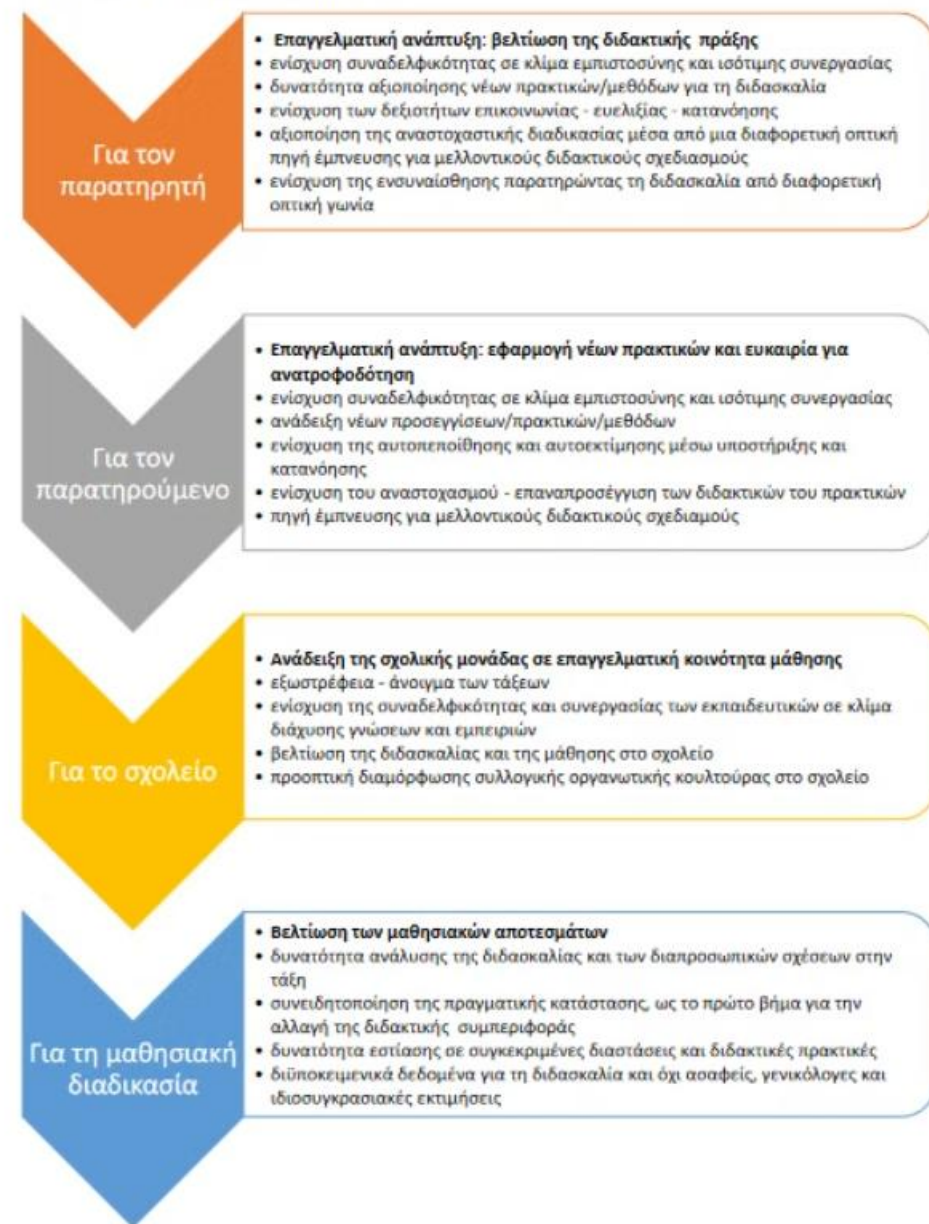 Για τον
παρατηρητή
• Επαγγελματική ανάπτυξη: βελτίωση της διδακτικής πράξης
• ενίσχυση συναδελφικότητας σε κλίμα εμπιστοσύνης και ισότιμης συνεργασίας
• δυνατότητα αξιοποίησης νέων πρακτικών/μεθόδων για τη διδασκαλία
• ενίσχυση των δεξιοτήτων επικοινωνίας - ευελιξίας - κατανόησης
• αξιοποίηση της αναστοχαστικής διαδικασίας μέσα από μια διαφορετική οπτική
πηγή έμπνευσης για μελλοντικούς διδακτικούς σχεδιασμούς
• ενίσχυση της ενσυναίσθησης παρατηρώντας τη διδασκαλία από διαφορετική
οπτική γωνία
Για τον
παρατηρούμενο
• Επαγγελματική ανάπτυξη: εφαρμογή νέων πρακτικών και ευκαιρία για
ανατροφοδότηση
• ενίσχυση συναδελφικότητας σε κλίμα εμπιστοσύνης και ισότιμης συνεργασίας
• ανάδειξη νέων προσεγγίσεων/πρακτικών/μεθόδων
• ενίσχυση της αυτοπεποίθησης και αυτοεκτίμησης μέσω υποστήριξης και
κατανόησης
• ενίσχυση του αναστοχασμού - επαναπροσέγγιση των διδακτικών του πρακτικών
• πηγή έμπνευσης για μελλοντικούς διδακτικούς σχεδιαμούς
Για το σχολείο
• Ανάδειξη της σχολικής μονάδας σε επαγγελματική κοινότητα μάθησης
• εξωστρέφεια - άνοιγμα των τάξεων
• ενίσχυση της συναδελφικότητας και συνεργασίας των εκπαιδευτικών σε κλίμα
διάχυσης γνώσεων και εμπειριών
• βελτίωση της διδασκαλίας και της μάθησης στο σχολείο
• προοπτική διαμόρφωσης συλλογικής οργανωτικής κουλτούρας στο σχολείο
Για τη μαθησιακή
διαδικασία
• Βελτίωση των μαθησιακών αποτεσμάτων
• δυνατότητα ανάλυσης της διδασκαλίας και των διαπροσωπικών σχέσεων στην
τάξη
• συνειδητοποίηση της πραγματικής κατάστασης, ως το πρώτο βήμα για την
αλλαγή της διδακτικής συμπεριφοράς
• δυνατότητα εστίασης σε συγκεκριμένες διαστάσεις και διδακτικές πρακτικές
• διϋποκειμενικά δεδομένα για τη διδασκαλία και όχι ασαφείς, γενικόλογες και
ιδιοσυγκρασιακές εκτιμήσεις